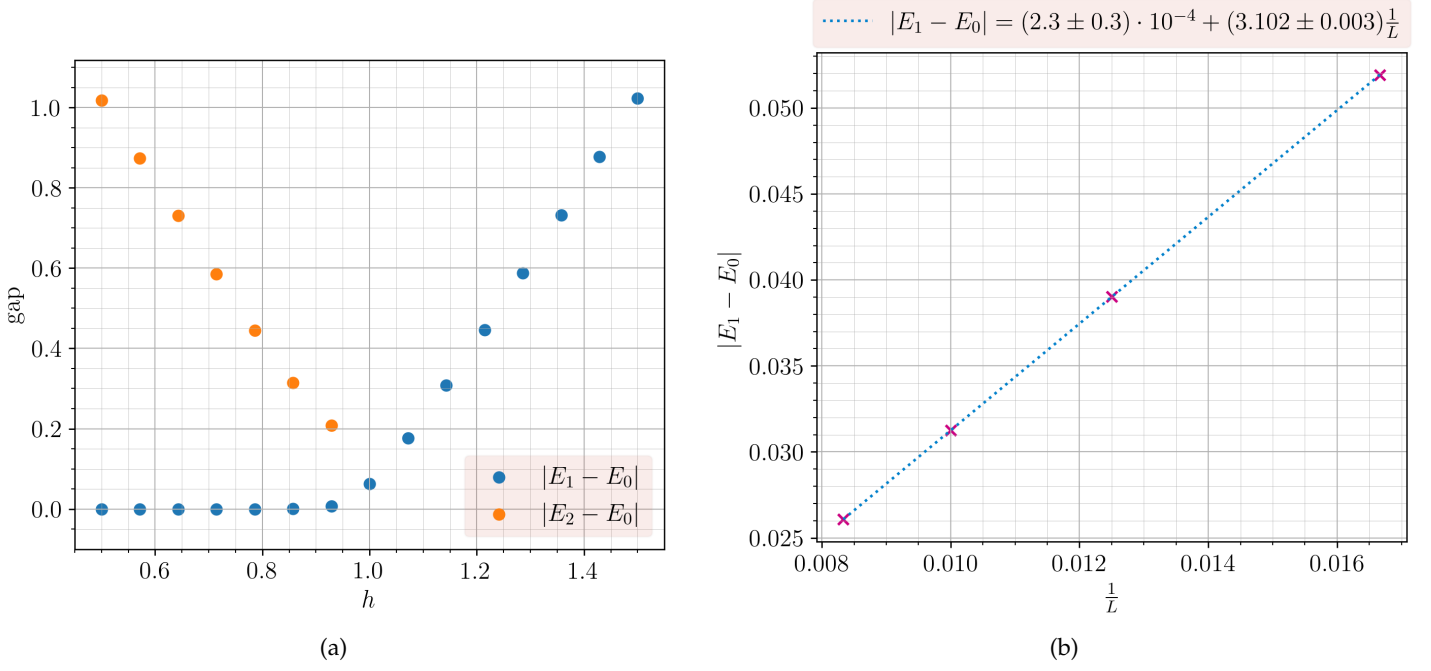 1.0
0.8
0.6
0.4
0.2
0.0
gap
0.6 0.8 1.0 1.2 1.4
h
|E₁ − E₀|
|E₂ − E₀|
(a)
|E₁ − E₀| = (2.3 ± 0.3) · 10⁻⁴ + (3.102 ± 0.003) 1/L
0.050
0.045
0.040
0.035
0.030
0.025
|E₁ − E₀|
0.008 0.010 0.012 0.014 0.016
1/L
(b)